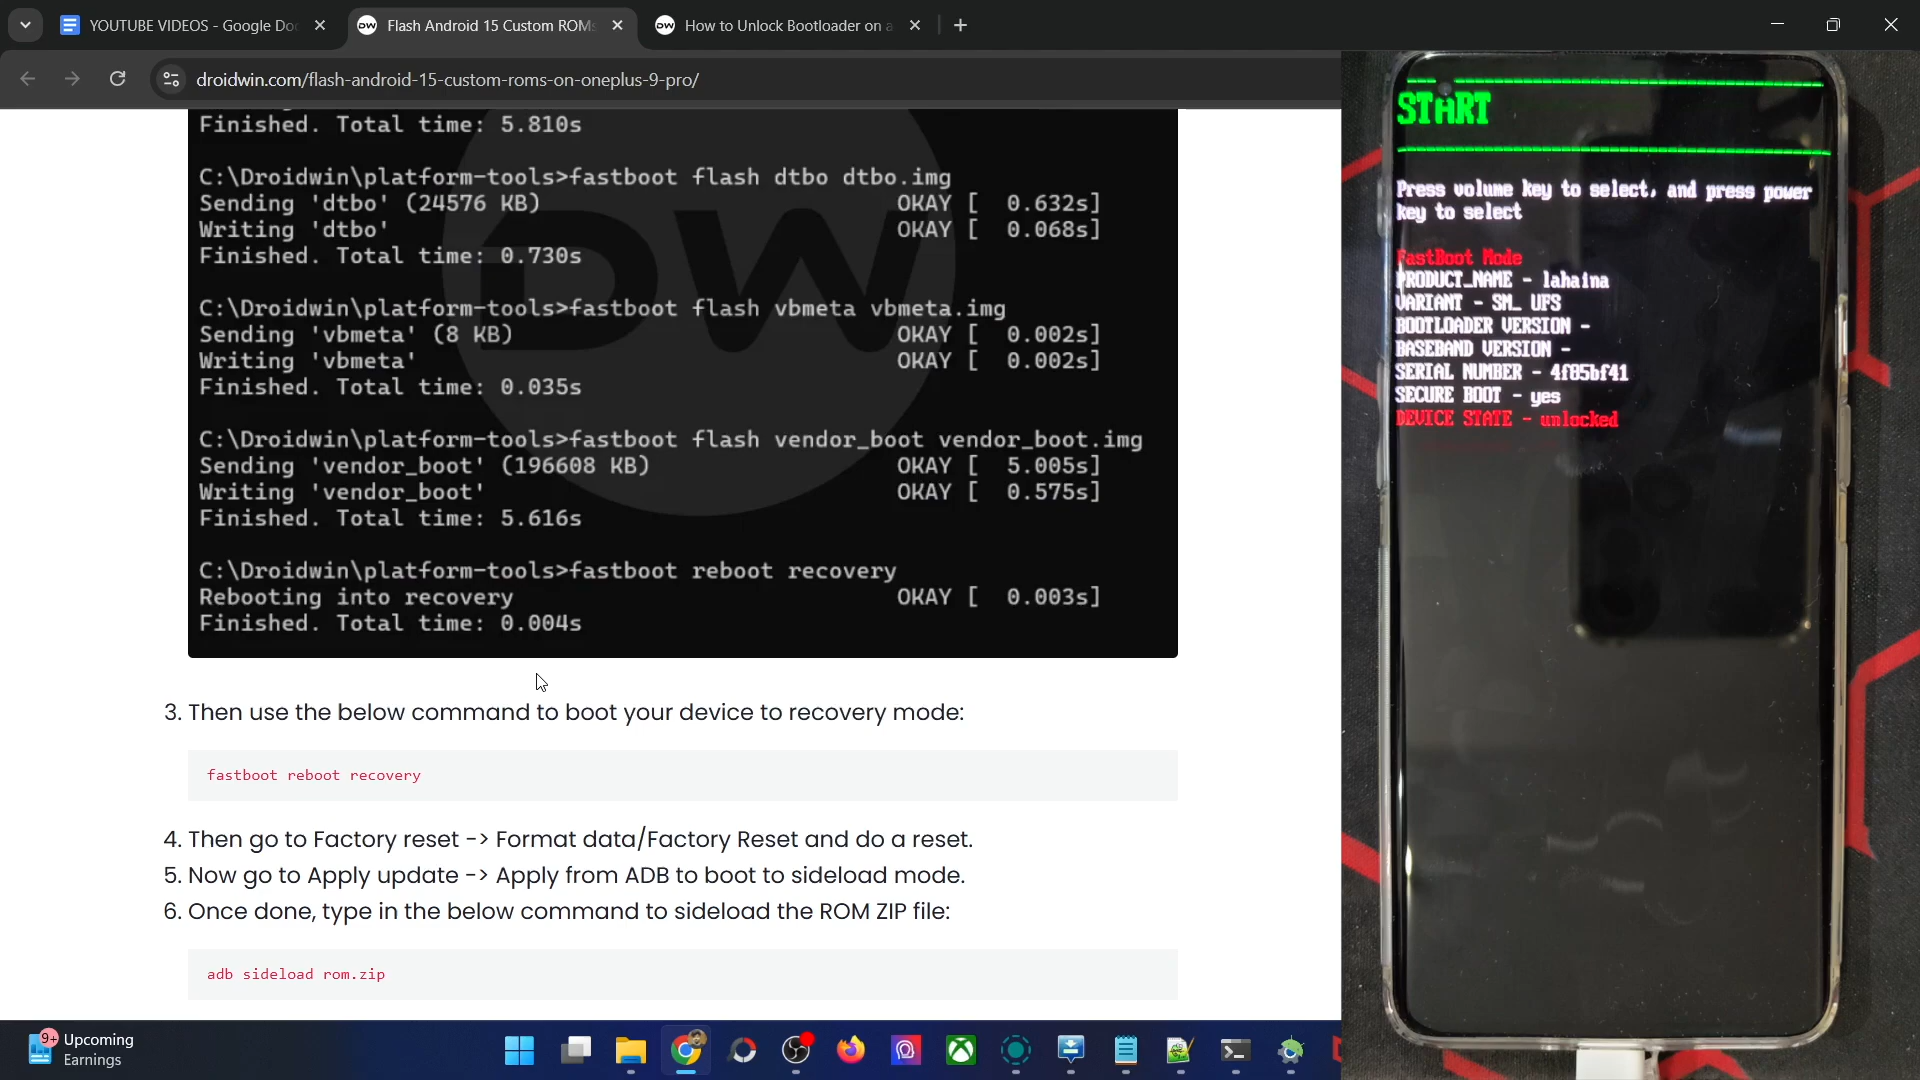 YOUTUBE VIDEOS - Google Do
Flash Android 15 Custom ROMs
How to Unlock Bootloader on a
droidwin.com/flash-android-15-custom-roms-on-oneplus-9-pro/
Finished. Total time: 5.810s
C:\Droidwin\platform-tools>fastboot flash dtbo dtbo.img
Sending 'dtbo' (24576 KB) OKAY [ 0.632s]
Writing 'dtbo' OKAY [ 0.068s]
Finished. Total time: 0.730s
C:\Droidwin\platform-tools>fastboot flash vbmeta vbmeta.img
Sending 'vbmeta' (8 KB) OKAY [ 0.002s]
Writing 'vbmeta' OKAY [ 0.002s]
Finished. Total time: 0.035s
C:\Droidwin\platform-tools>fastboot flash vendor_boot vendor_boot.img
Sending 'vendor_boot' (196608 KB) OKAY [ 5.005s]
Writing 'vendor_boot' OKAY [ 0.575s]
Finished. Total time: 5.616s
C:\Droidwin\platform-tools>fastboot reboot recovery
Rebooting into recovery OKAY [ 0.003s]
Finished. Total time: 0.004s
DW
3. Then use the below command to boot your device to recovery mode:
fastboot reboot recovery
4. Then go to Factory reset -> Format data/Factory Reset and do a reset.
5. Now go to Apply update -> Apply from ADB to boot to sideload mode.
6. Once done, type in the below command to sideload the ROM ZIP file:
adb sideload rom.zip
9+
Upcoming
Earnings
START
Press volume key to select, and press power
key to select
FastBoot Mode
PRODUCT_NAME - lahaina
VARIANT - SM_ UFS
BOOTLOADER VERSION -
BASEBAND VERSION -
SERIAL NUMBER - 4f85bf41
SECURE BOOT - yes
DEVICE STATE - unlocked